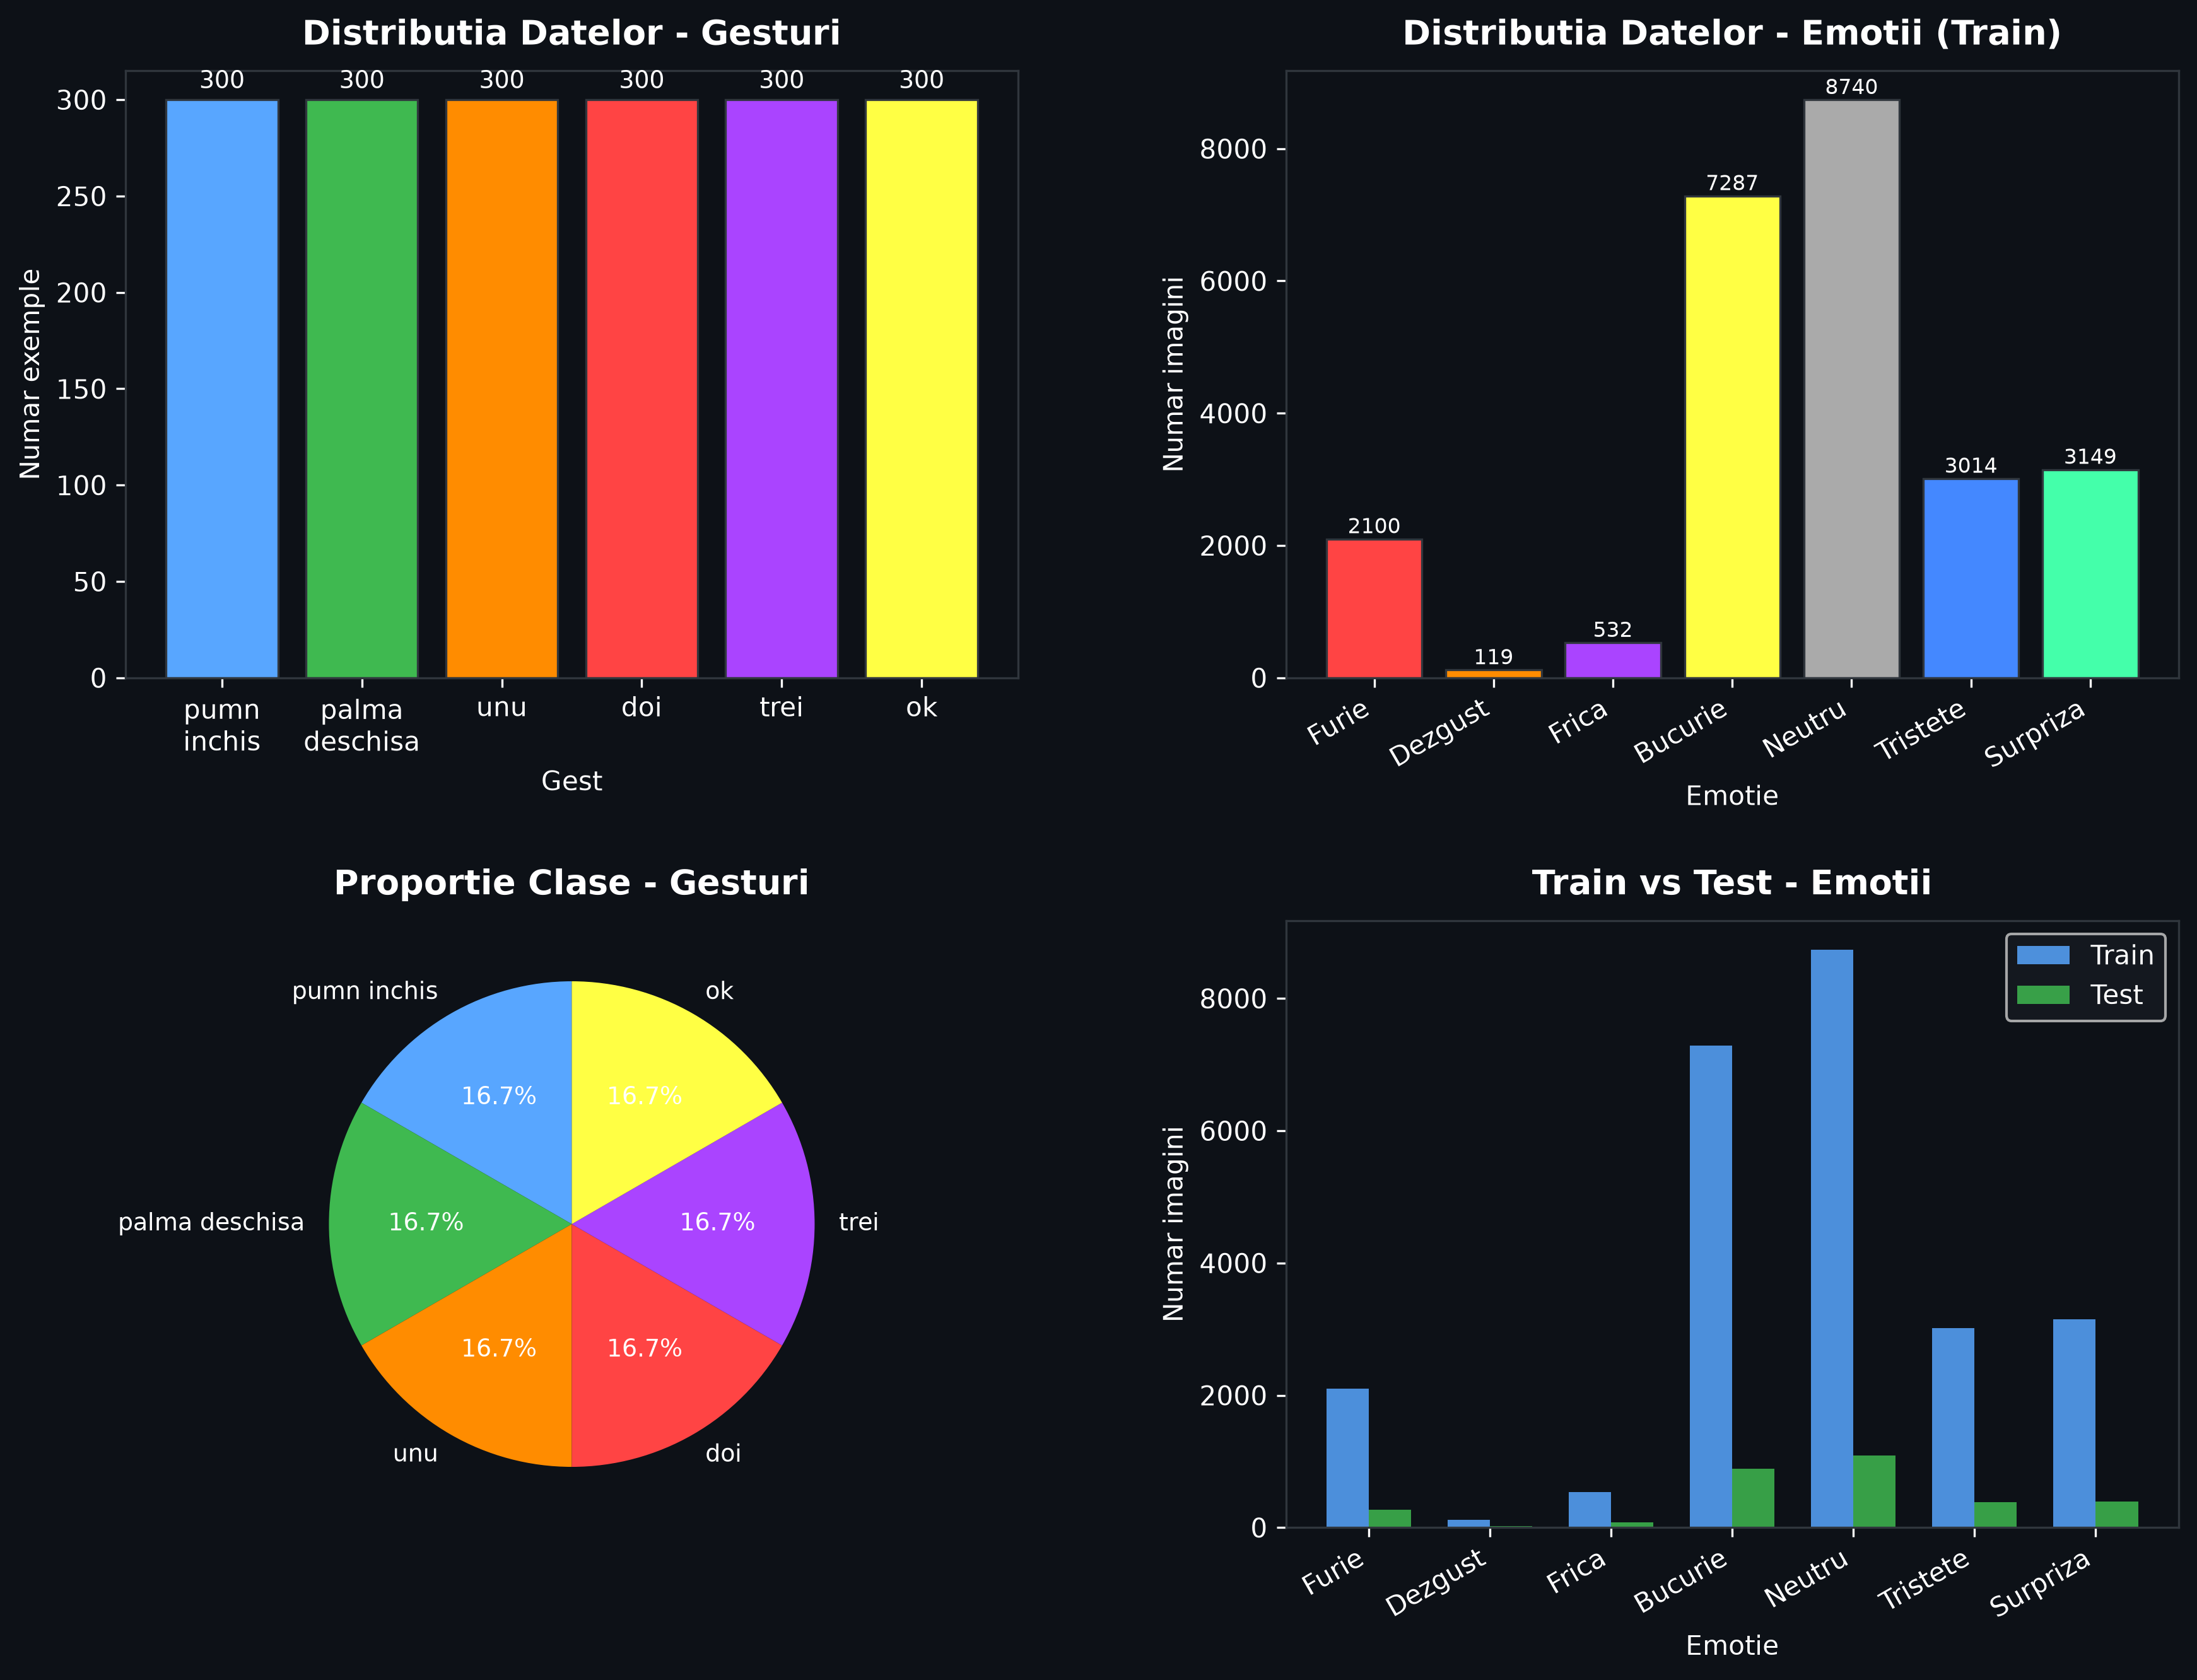 Distributia Datelor - Gesturi
300 300 300 300 300 300
300
250
200
150
100
50
0
Numar exemple
pumn inchis
palma deschisa
unu
doi
trei
ok
Gest
Distributia Datelor - Emotii (Train)
8000
6000
4000
2000
0
Numar imagini
2100
119
532
7287
8740
3014
3149
Furie
Dezgust
Frica
Bucurie
Neutru
Tristete
Surpriza
Emotie
Proportie Clase - Gesturi
pumn inchis
ok
16.7% 16.7%
palma deschisa
16.7% 16.7%
trei
16.7% 16.7%
unu
doi
Train vs Test - Emotii
Train
Test
8000
6000
4000
2000
0
Numar imagini
Furie
Dezgust
Frica
Bucurie
Neutru
Tristete
Surpriza
Emotie